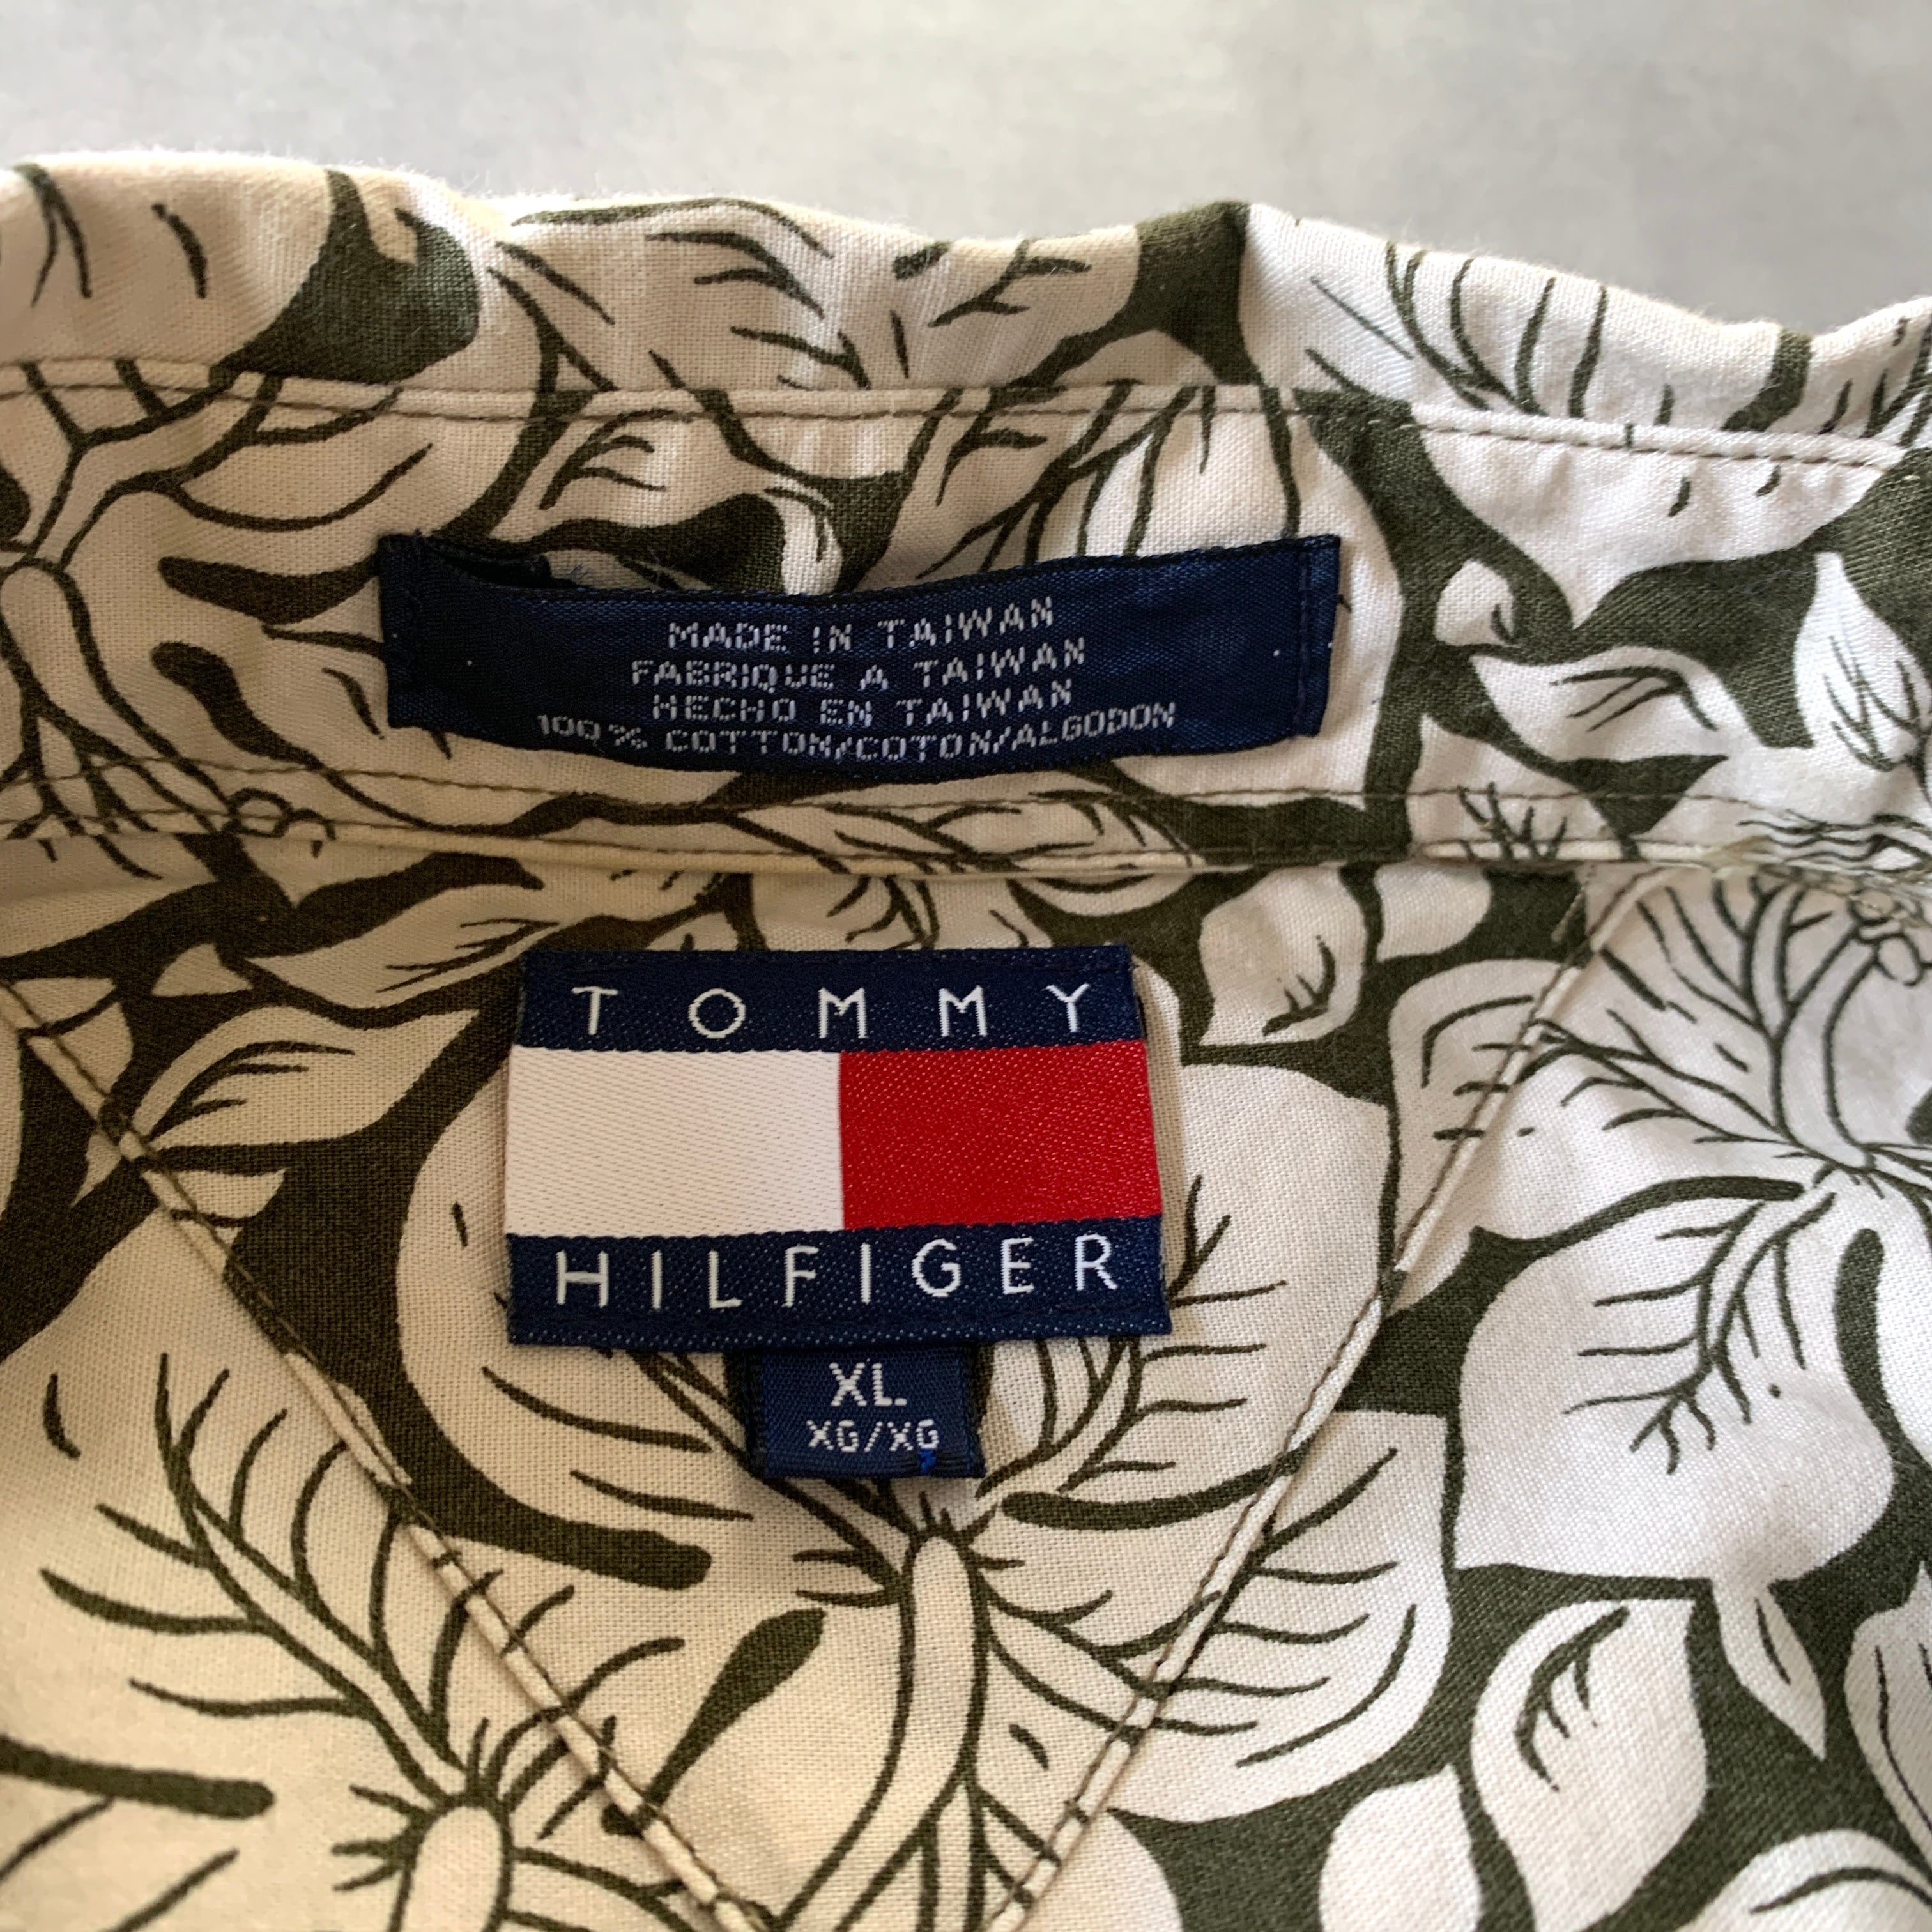 MADE IN TAIWAN
FABRIQUE A TAIWAN
HECHO EN TAIWAN
100% COTTON/COTON/ALGODON
TOMMY
HILFIGER
XL
XG/XG